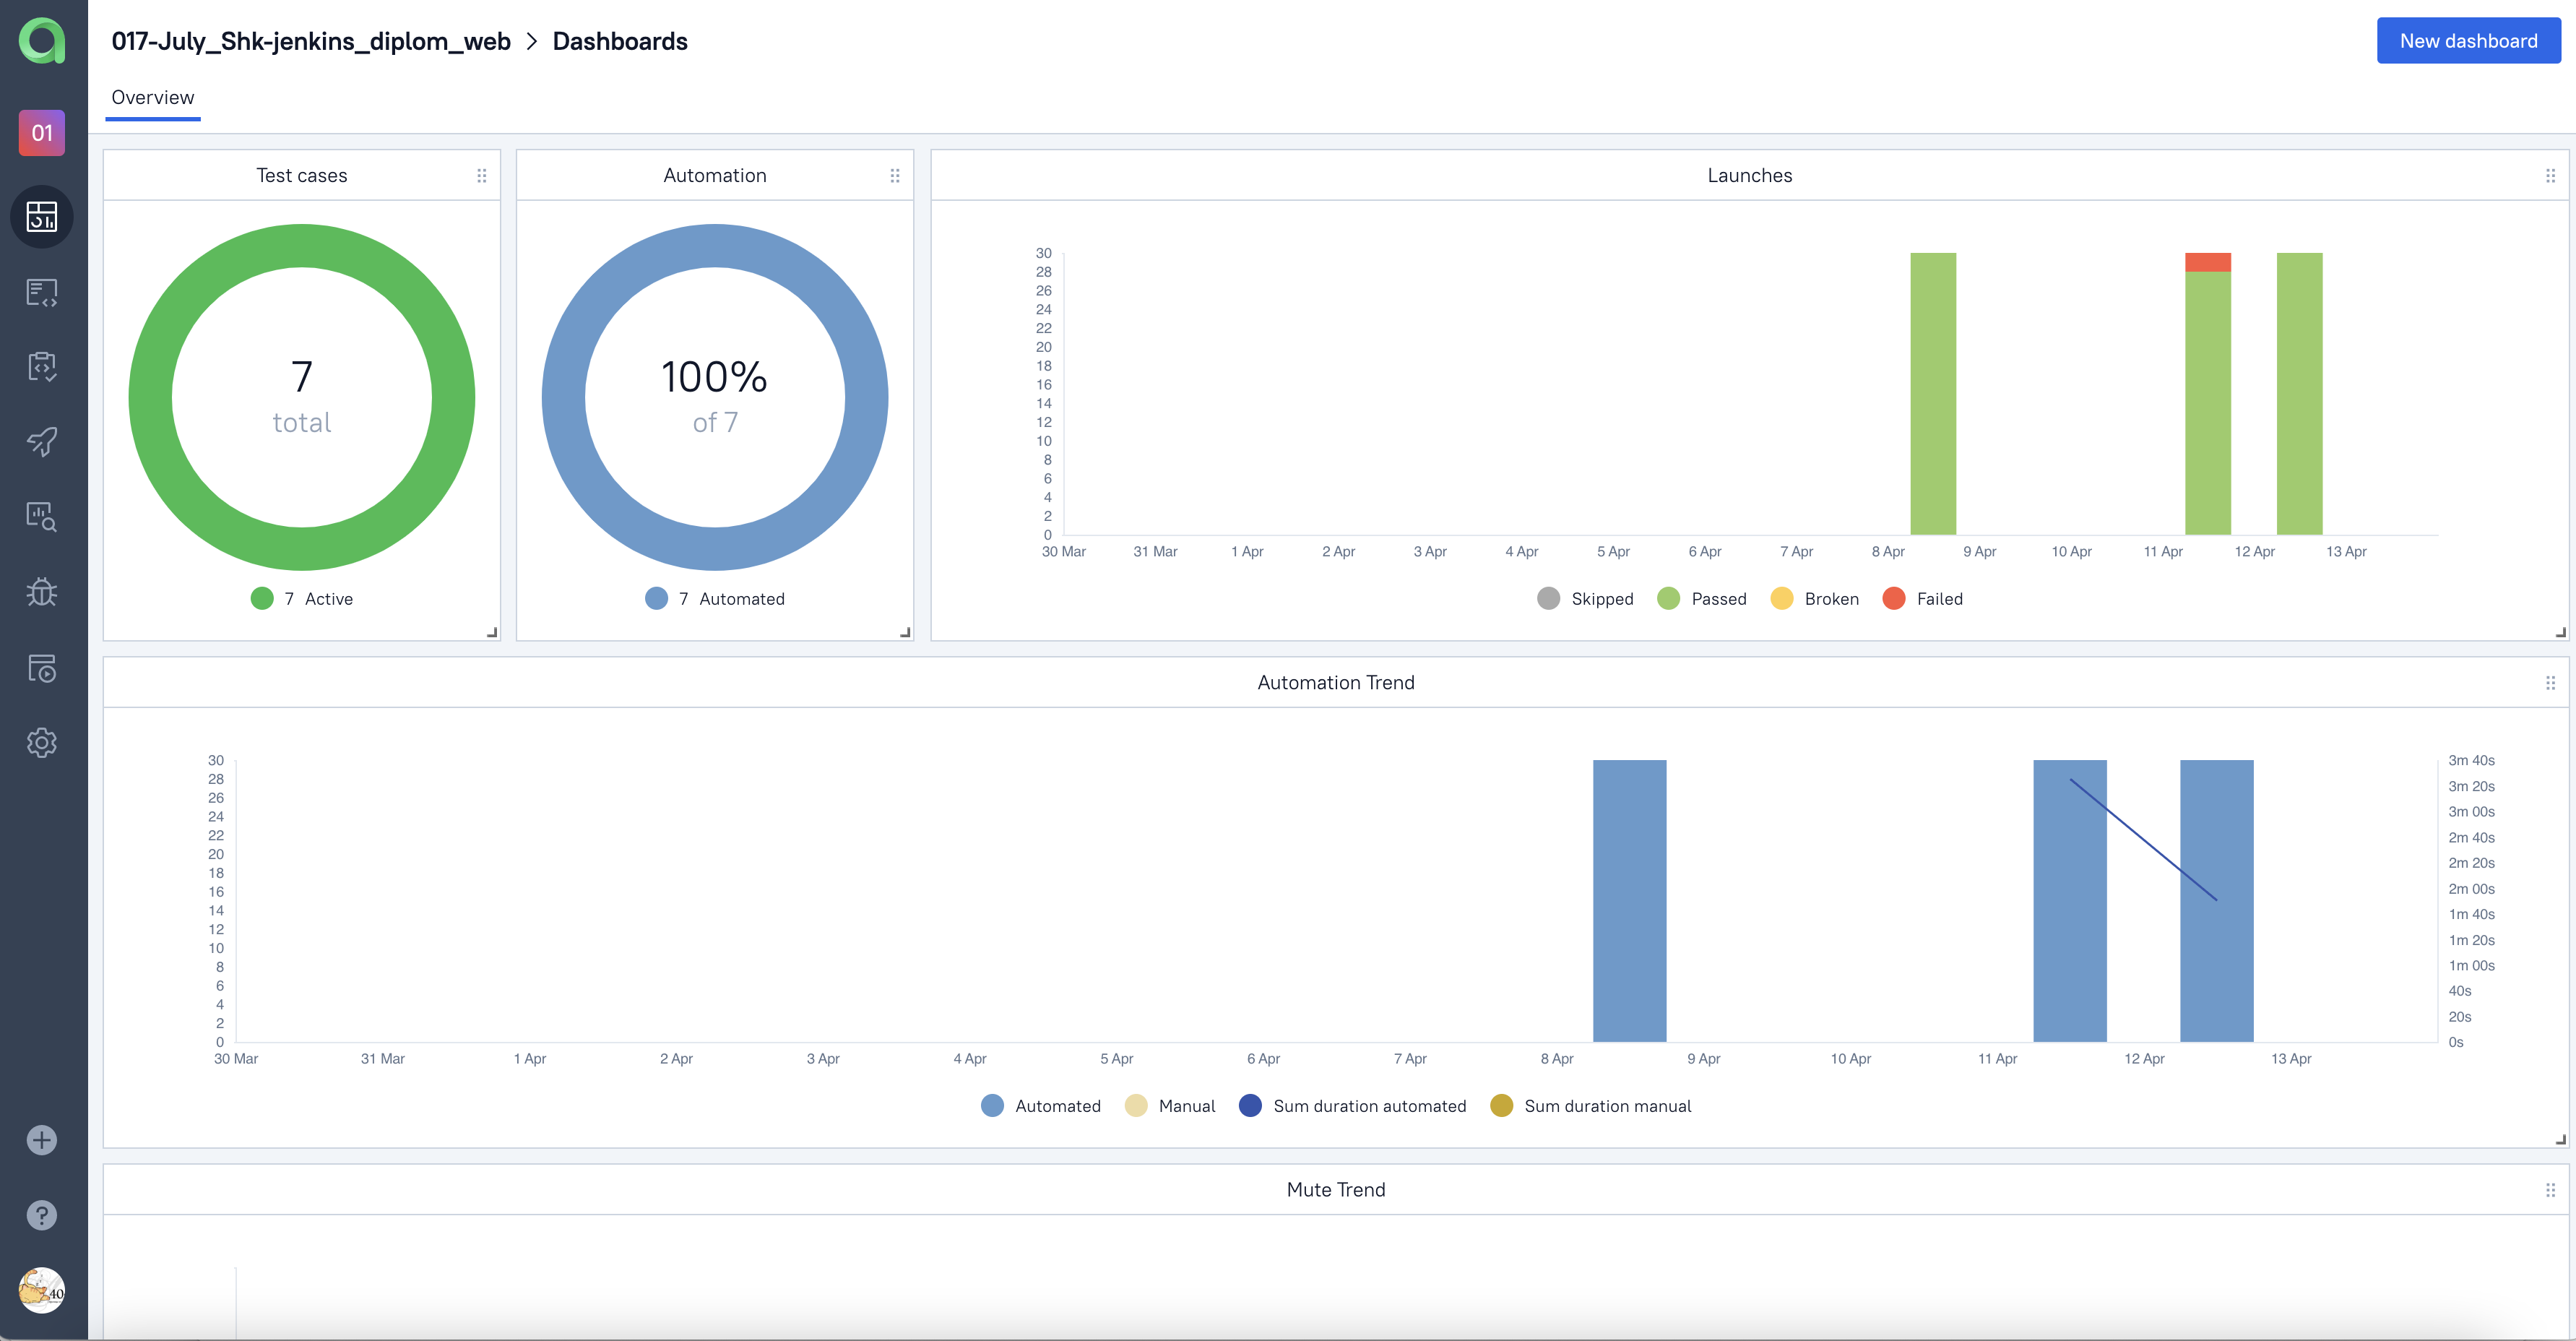 017-July_Shk-jenkins_diplom_web > Dashboards
New dashboard
Overview
01
Test cases
7
total
7 Active
Automation
100%
of 7
7 Automated
Launches
30
28
26
24
22
20
18
16
14
12
10
8
6
4
2
0
30 Mar 31 Mar 1 Apr 2 Apr 3 Apr 4 Apr 5 Apr 6 Apr 7 Apr 8 Apr 9 Apr 10 Apr 11 Apr 12 Apr 13 Apr
Skipped Passed Broken Failed
Automation Trend
30
28
26
24
22
20
18
16
14
12
10
8
6
4
2
0
3m 40s
3m 20s
3m 00s
2m 40s
2m 20s
2m 00s
1m 40s
1m 20s
1m 00s
40s
20s
0s
30 Mar 31 Mar 1 Apr 2 Apr 3 Apr 4 Apr 5 Apr 6 Apr 7 Apr 8 Apr 9 Apr 10 Apr 11 Apr 12 Apr 13 Apr
Automated Manual Sum duration automated Sum duration manual
Mute Trend
40